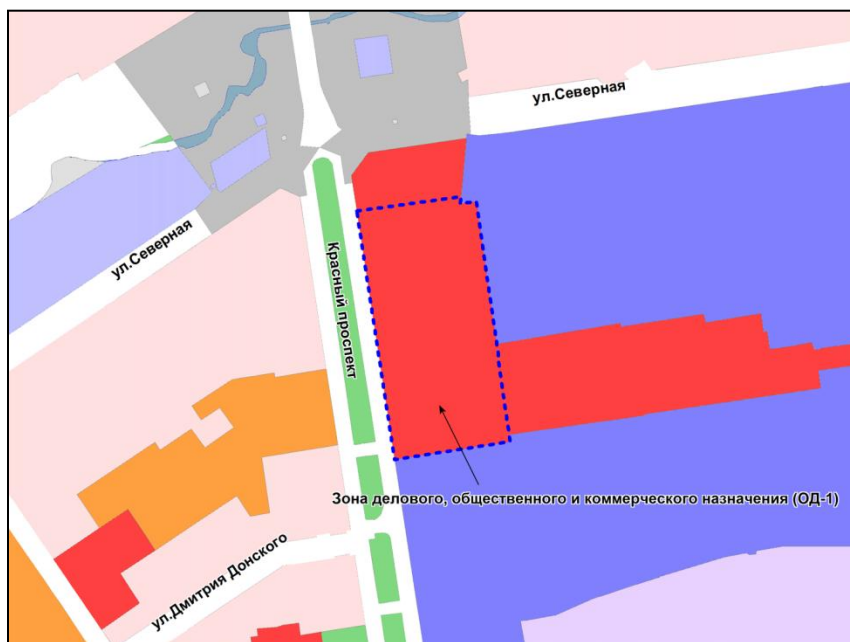 ул.Северная
ул.Северная
Красный проспект
Зона делового, общественного и коммерческого назначения (ОД-1)
ул.Дмитрия Донского